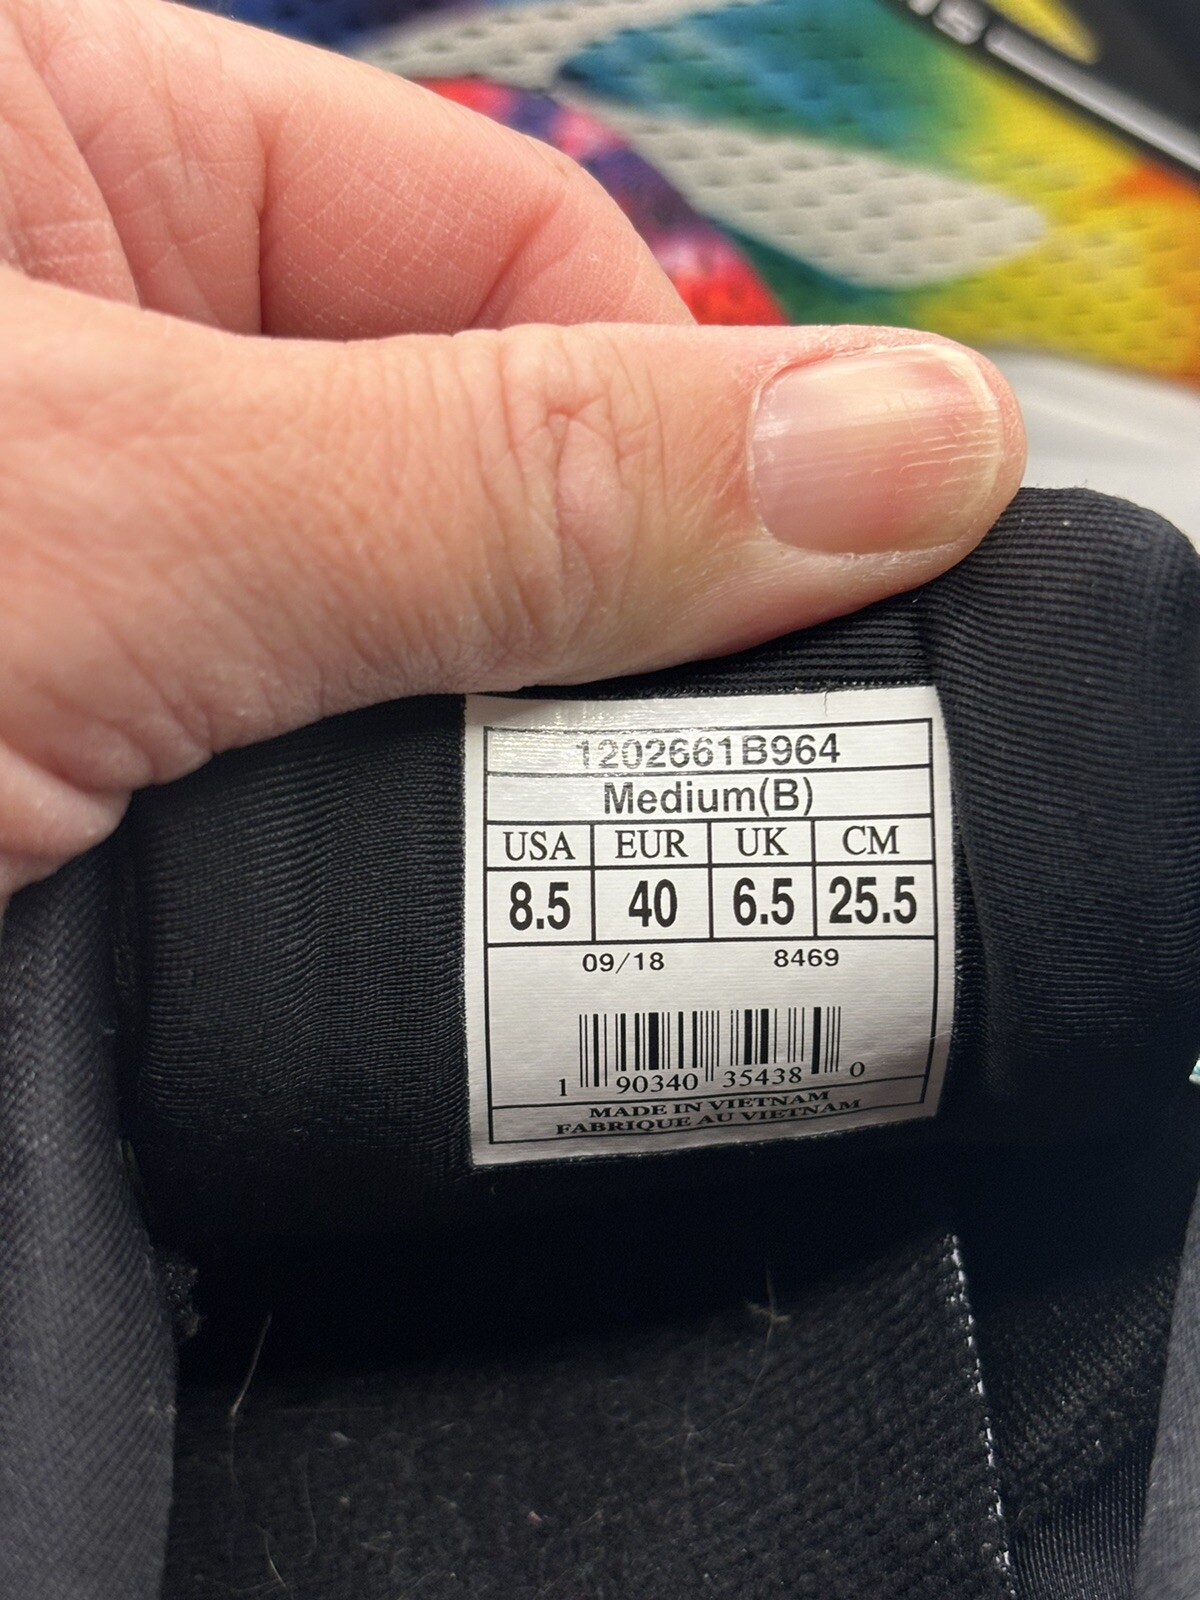 1202661B964
Medium(B)
USA EUR UK CM
8.5 40 6.5 25.5
09/18 8469
1 90340 35438 0
MADE IN VIETNAM
FABRIQUE AU VIETNAM